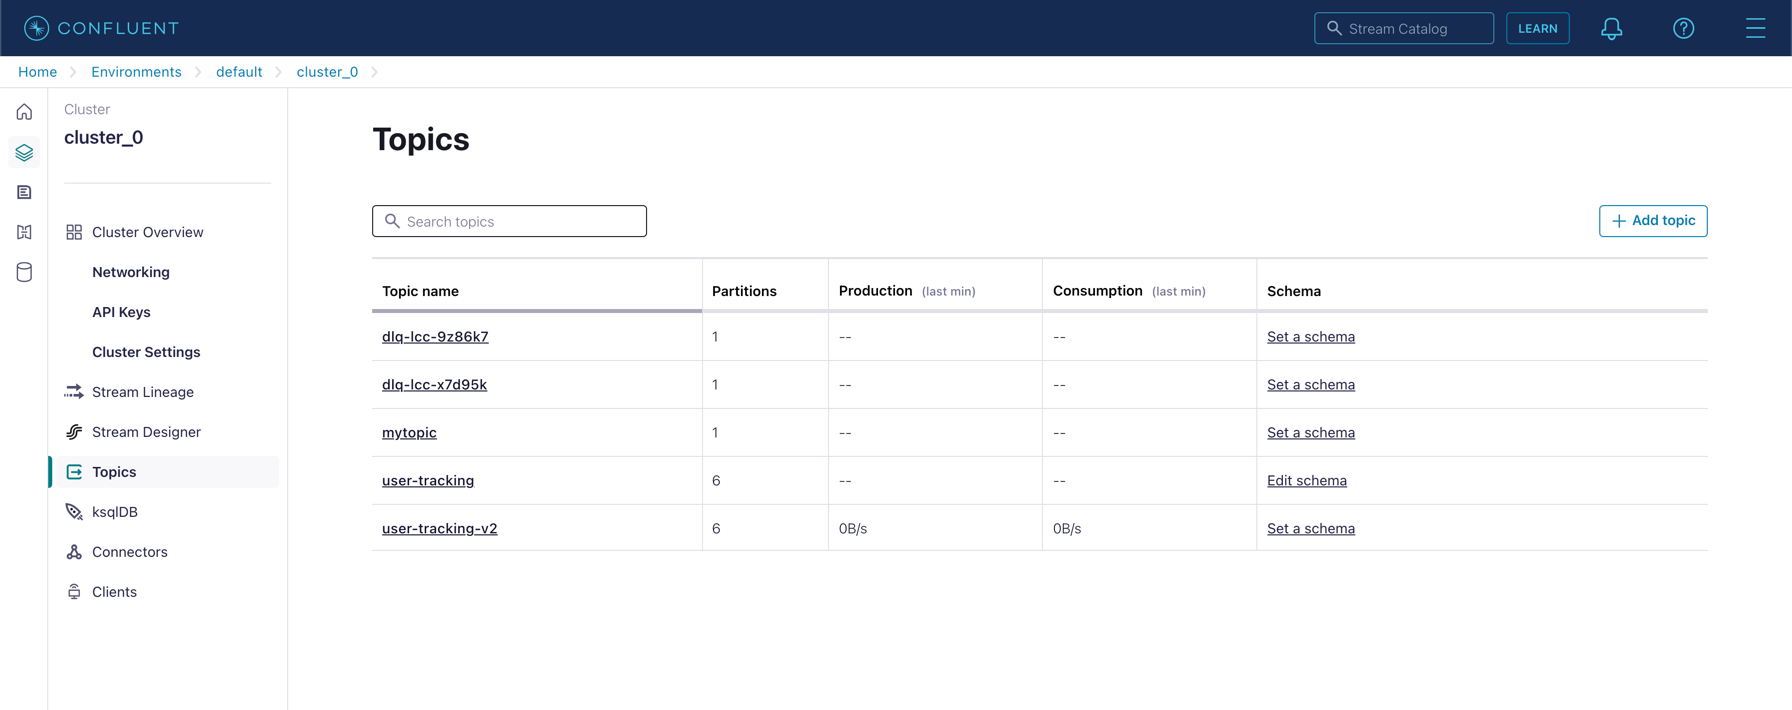 CONFLUENT
Stream Catalog
LEARN
Home
Environments
default
cluster_0
Cluster
cluster_0
Cluster Overview
Networking
API Keys
Cluster Settings
Stream Lineage
Stream Designer
Topics
ksqlDB
Connectors
Clients
Topics
Search topics
Add topic
Topic name Partitions Production (last min) Consumption (last min) Schema
dlq-lcc-9z86k7 1 -- -- Set a schema
dlq-lcc-x7d95k 1 -- -- Set a schema
mytopic 1 -- -- Set a schema
user-tracking 6 -- -- Edit schema
user-tracking-v2 6 0B/s 0B/s Set a schema